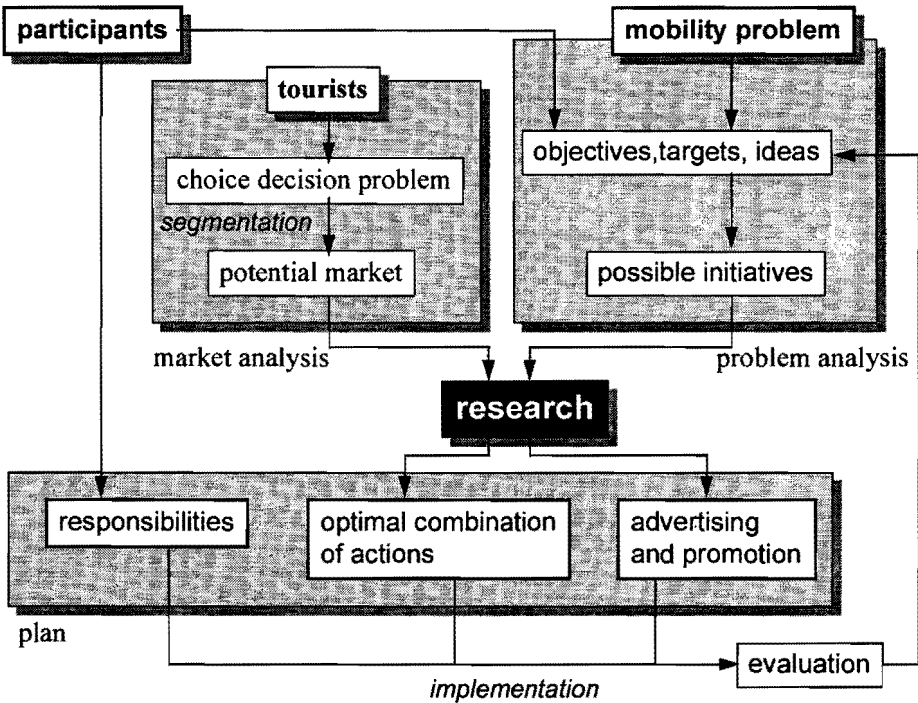 participants
mobility problem
tourists
objectives,targets, ideas
choice decision problem
segmentation
potential market
possible initiatives
market analysis
problem analysis
research
responsibilities
optimal combination
of actions
advertising
and promotion
plan
evaluation
implementation